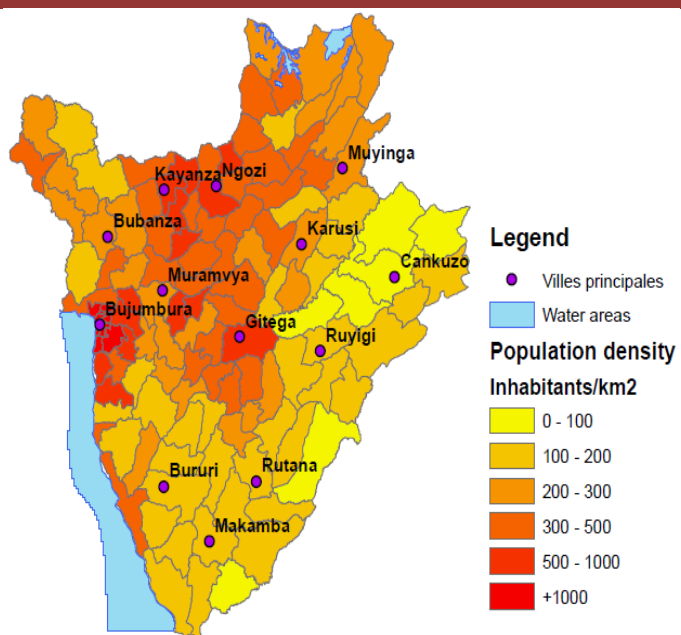 Muyinga
Kayanza
Ngozi
Bubanza
Karusi
Cankuzo
Muramvya
Bujumbura
Gitega
Ruyigi
Bururi
Rutana
Makamba
Legend
Villes principales
Water areas
Population density
Inhabitants/km2
0 - 100
100 - 200
200 - 300
300 - 500
500 - 1000
+1000